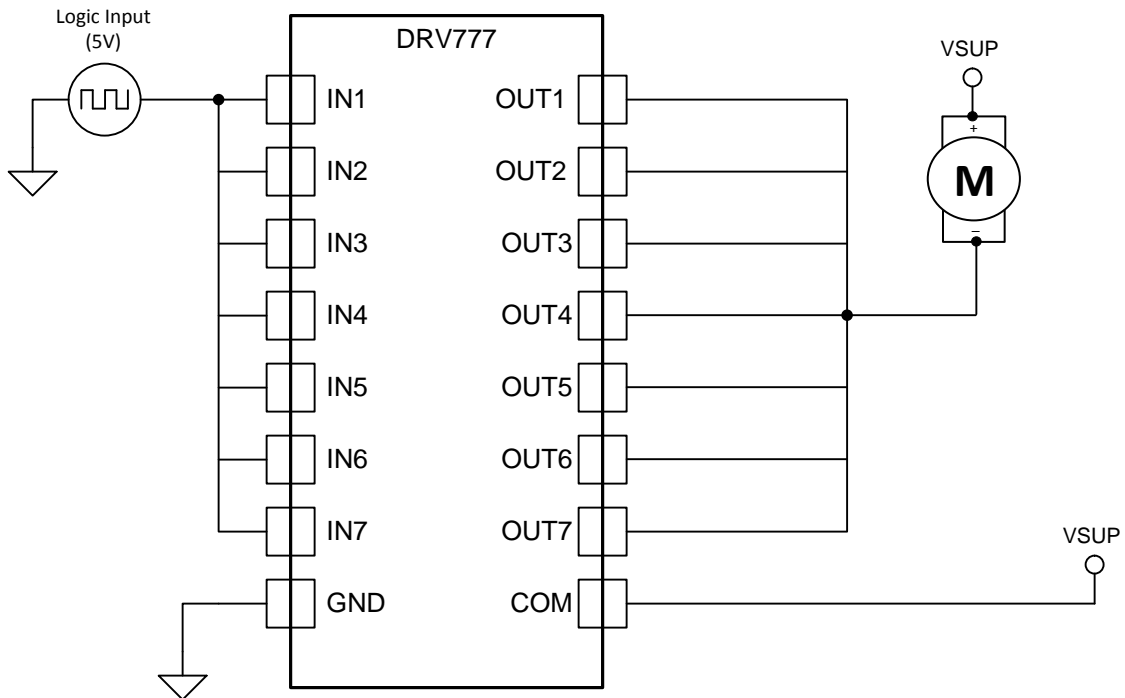 Logic Input
(5V)
DRV777
VSUP
IN1
OUT1
+
IN2
OUT2
M
IN3
OUT3
–
IN4
OUT4
IN5
OUT5
IN6
OUT6
IN7
OUT7
VSUP
GND
COM